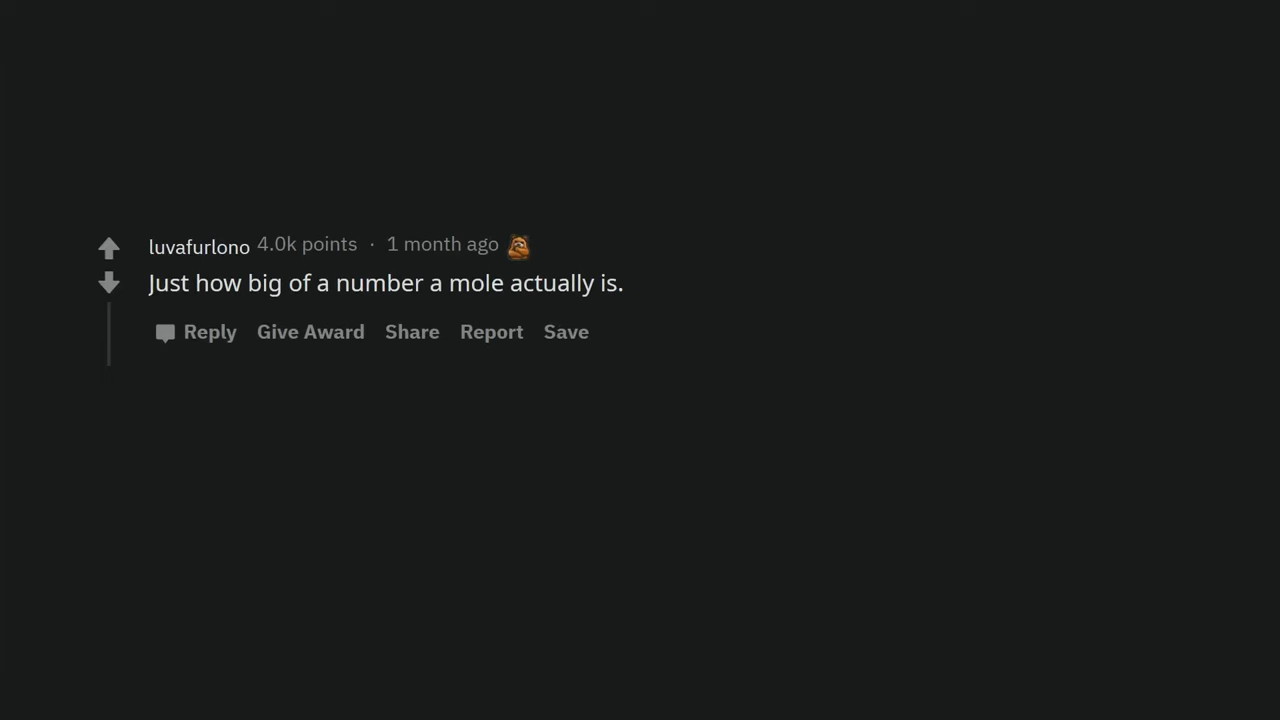 luvafurlono 4.0k points · 1 month ago
Just how big of a number a mole actually is.
Reply Give Award Share Report Save